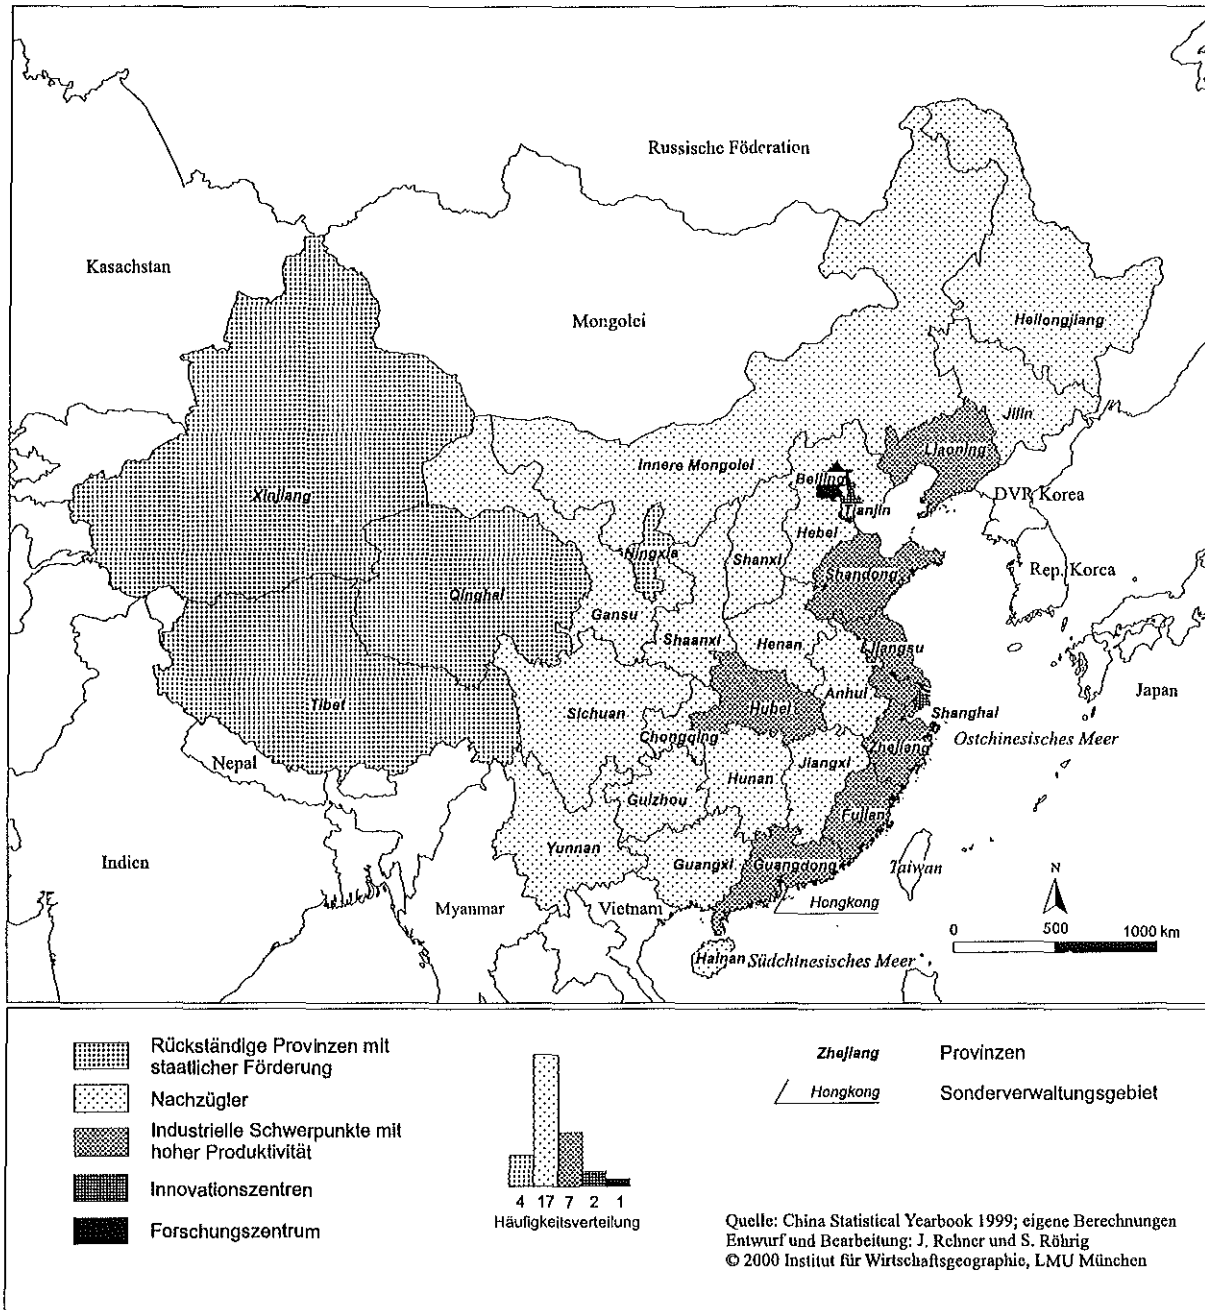 Russische Föderation
Kasachstan
Mongolei
Heilongjiang
Jilin
Liaoning
Innere Mongolei
Beijing
Tianjin
DVR Korea
Xinjiang
Hebei
Ningxia
Shanxi
Shandong
Rep. Korea
Qinghai
Gansu
Shaanxi
Henan
Jiangsu
Tibet
Sichuan
Hubei
Anhui
Japan
Shanghai
Chongqing
Ostchinesisches Meer
Zhejiang
Nepal
Hunan
Jiangxi
Guizhou
Fujian
Yunnan
Indien
Guangxi
Guangdong
Taiwan
N
Myanmar
Vietnam
Hongkong
0 500 1000 km
Hainan
Südchinesisches Meer
Rückständige Provinzen mit
staatlicher Förderung
Nachzügler
Industrielle Schwerpunkte mit
hoher Produktivität
Innovationszentren
Forschungszentrum
4 17 7 2 1
Häufigkeitsverteilung
Zhejiang Provinzen
Hongkong Sonderverwaltungsgebiet
Quelle: China Statistical Yearbook 1999; eigene Berechnungen
Entwurf und Bearbeitung: J. Rehner und S. Röhrig
© 2000 Institut für Wirtschaftsgeographie, LMU München